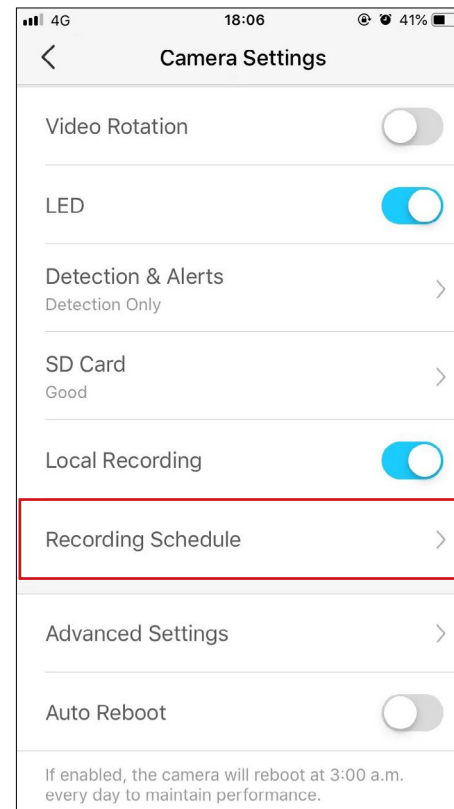 4G 18:06 41%
Camera Settings
Video Rotation
LED
Detection & Alerts
Detection Only
SD Card
Good
Local Recording
Recording Schedule
Advanced Settings
Auto Reboot
If enabled, the camera will reboot at 3:00 a.m.
every day to maintain performance.